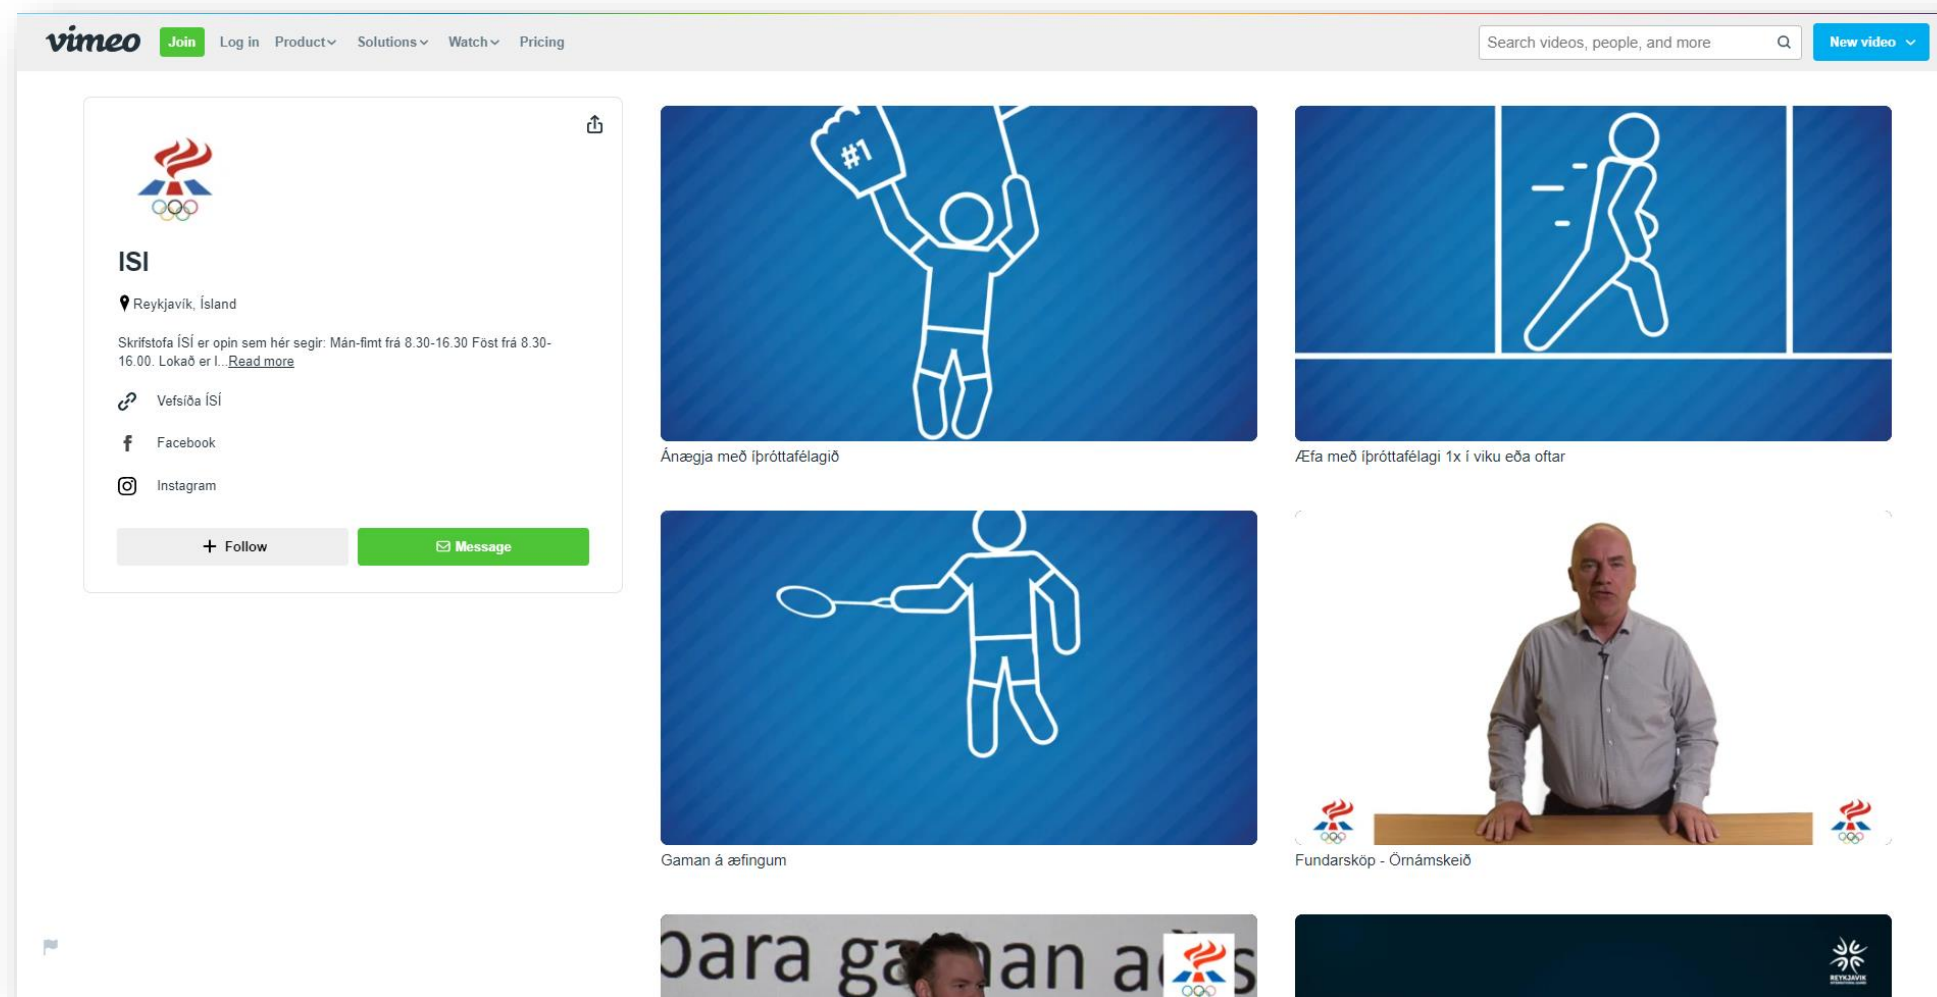 vimeo Join Log in Product Solutions Watch Pricing Search videos, people, and more New video
ISI
Reykjavík, Ísland
Skrifstofa ÍSÍ er opin sem hér segir: Mán-fimt frá 8.30-16.30 Föst frá 8.30-
16.00. Lokað er I...Read more
Vefsíða ÍSÍ
Facebook
Instagram
+ Follow
Message
#1
Ánægja með íþróttafélagið
Æfa með íþróttafélagi 1x í viku eða oftar
Gaman á æfingum
Fundarsköp - Örnámskeið
REYKJAVIK